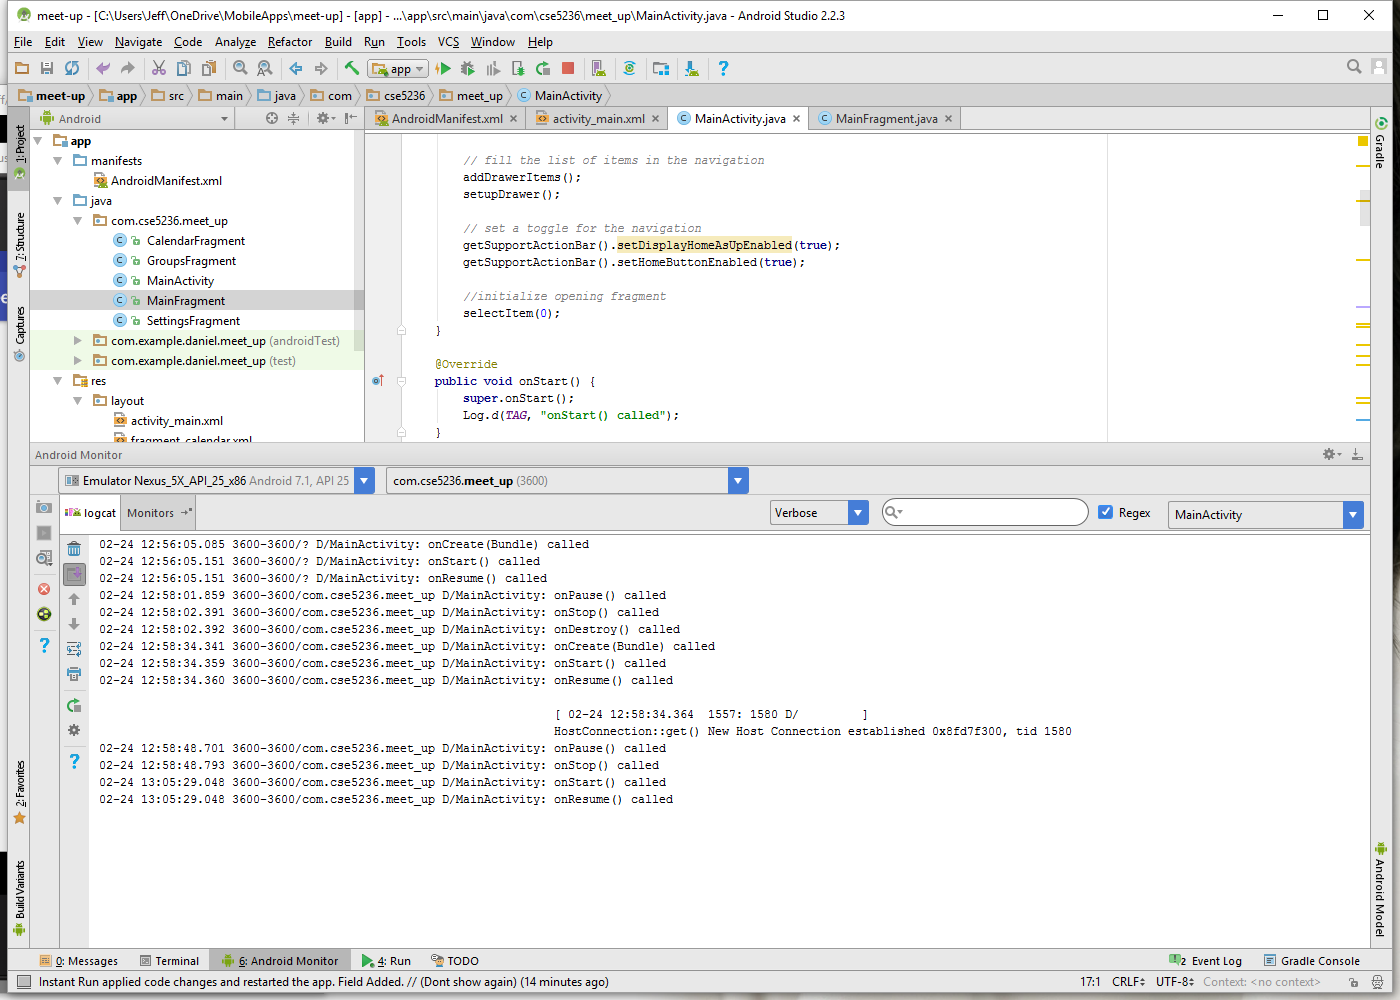 meet-up - [C:\Users\Jeff\OneDrive\MobileApps\meet-up] - [app] - ...\app\src\main\java\com\cse5236\meet_up\MainActivity.java - Android Studio 2.2.3
File Edit View Navigate Code Analyze Refactor Build Run Tools VCS Window Help
app
meet-up app src main java com cse5236 meet_up MainActivity
Android
AndroidManifest.xml activity_main.xml MainActivity.java MainFragment.java
1: Project
7: Structure
Captures
2: Favorites
Build Variants
app
manifests
AndroidManifest.xml
java
com.cse5236.meet_up
CalendarFragment
GroupsFragment
MainActivity
MainFragment
SettingsFragment
com.example.daniel.meet_up (androidTest)
com.example.daniel.meet_up (test)
res
layout
activity_main.xml
fragment_calendar.xml
// fill the list of items in the navigation
addDrawerItems();
setupDrawer();
// set a toggle for the navigation
getSupportActionBar().setDisplayHomeAsUpEnabled(true);
getSupportActionBar().setHomeButtonEnabled(true);
//initialize opening fragment
selectItem(0);
}
@Override
public void onStart() {
super.onStart();
Log.d(TAG, "onStart() called");
}
Gradle
Android Model
Android Monitor
Emulator Nexus_5X_API_25_x86 Android 7.1, API 25
com.cse5236.meet_up (3600)
logcat Monitors
Verbose
Regex
MainActivity
02-24 12:56:05.085 3600-3600/? D/MainActivity: onCreate(Bundle) called
02-24 12:56:05.151 3600-3600/? D/MainActivity: onStart() called
02-24 12:56:05.151 3600-3600/? D/MainActivity: onResume() called
02-24 12:58:01.859 3600-3600/com.cse5236.meet_up D/MainActivity: onPause() called
02-24 12:58:02.391 3600-3600/com.cse5236.meet_up D/MainActivity: onStop() called
02-24 12:58:02.392 3600-3600/com.cse5236.meet_up D/MainActivity: onDestroy() called
02-24 12:58:34.341 3600-3600/com.cse5236.meet_up D/MainActivity: onCreate(Bundle) called
02-24 12:58:34.359 3600-3600/com.cse5236.meet_up D/MainActivity: onStart() called
02-24 12:58:34.360 3600-3600/com.cse5236.meet_up D/MainActivity: onResume() called
[ 02-24 12:58:34.364 1557: 1580 D/ ]
HostConnection::get() New Host Connection established 0x8fd7f300, tid 1580
02-24 12:58:48.701 3600-3600/com.cse5236.meet_up D/MainActivity: onPause() called
02-24 12:58:48.793 3600-3600/com.cse5236.meet_up D/MainActivity: onStop() called
02-24 13:05:29.048 3600-3600/com.cse5236.meet_up D/MainActivity: onStart() called
02-24 13:05:29.048 3600-3600/com.cse5236.meet_up D/MainActivity: onResume() called
0: Messages Terminal 6: Android Monitor 4: Run TODO 2 Event Log Gradle Console
Instant Run applied code changes and restarted the app. Field Added. // (Dont show again) (14 minutes ago) 17:1 CRLF UTF-8 Context: <no context>